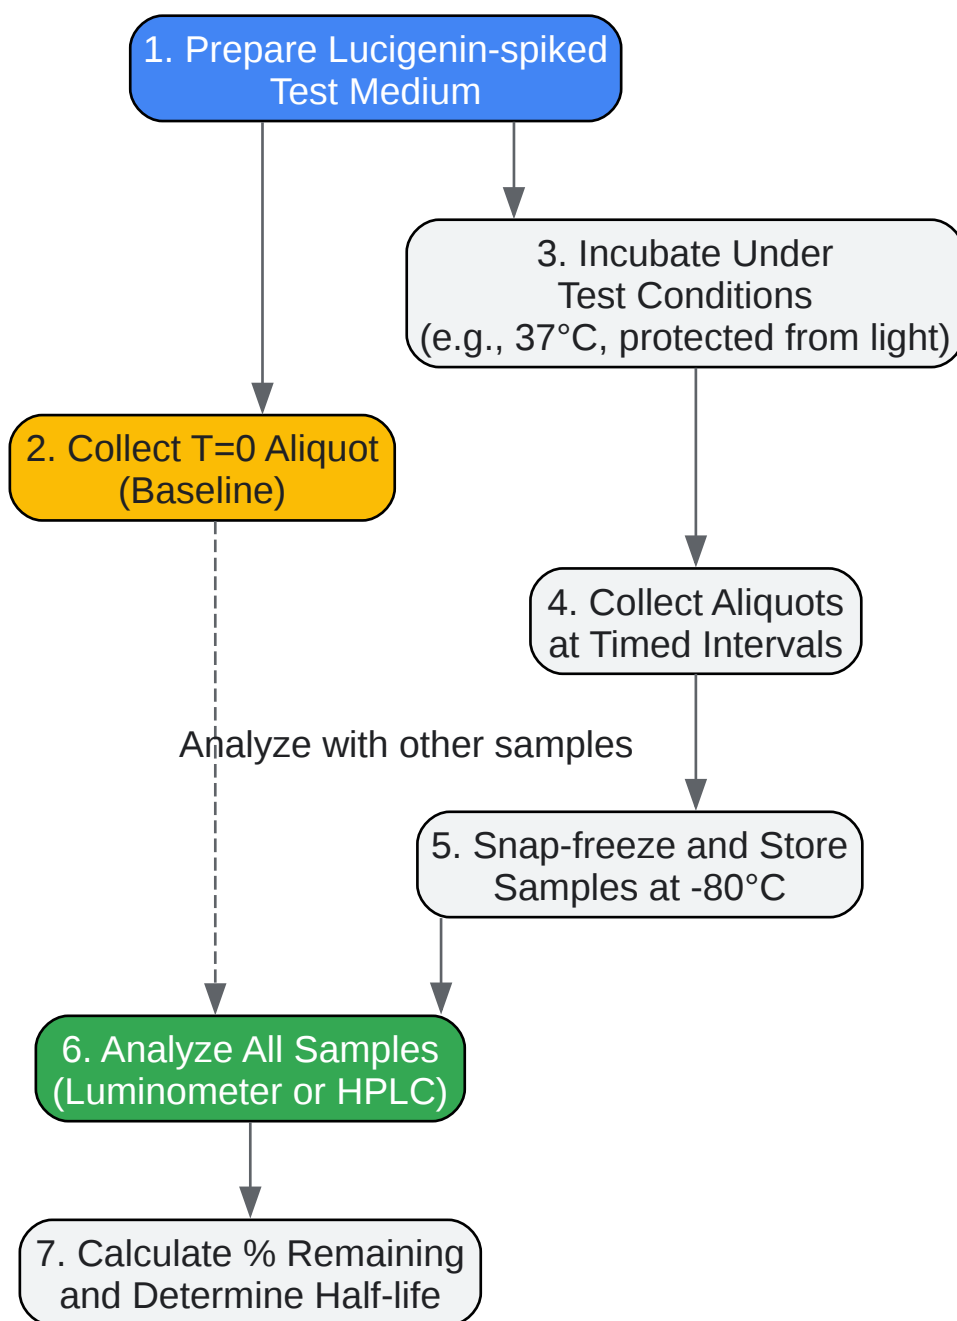 1. Prepare Lucigenin-spiked
Test Medium
3. Incubate Under
Test Conditions
(e.g., 37°C, protected from light)
2. Collect T=0 Aliquot
(Baseline)
4. Collect Aliquots
at Timed Intervals
Analyze with other samples
5. Snap-freeze and Store
Samples at -80°C
6. Analyze All Samples
(Luminometer or HPLC)
7. Calculate % Remaining
and Determine Half-life